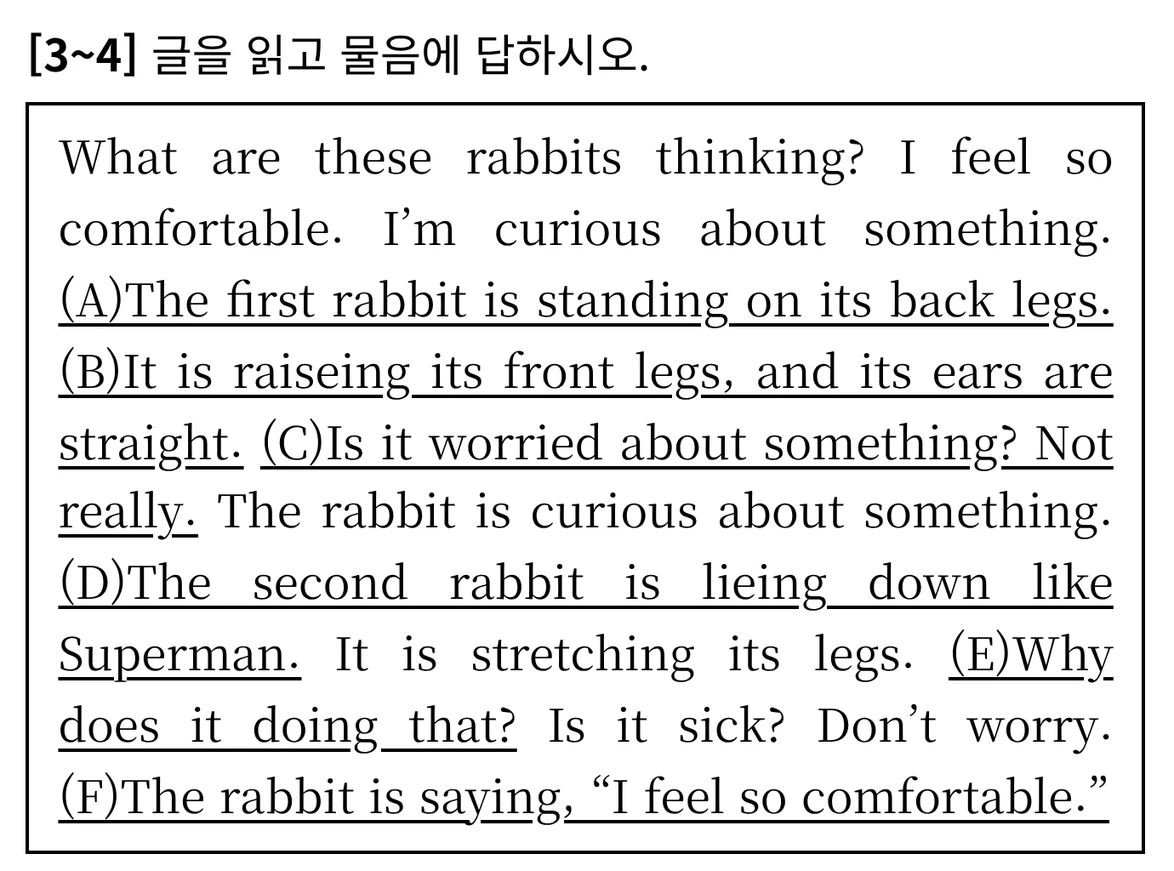 [3~4] 글을 읽고 물음에 답하시오.
What are these rabbits thinking? I feel so
comfortable. I’m curious about something.
(A)The first rabbit is standing on its back legs.
(B)It is raiseing its front legs, and its ears are
straight. (C)Is it worried about something? Not
really. The rabbit is curious about something.
(D)The second rabbit is lieing down like
Superman. It is stretching its legs. (E)Why
does it doing that? Is it sick? Don’t worry.
(F)The rabbit is saying, “I feel so comfortable.”